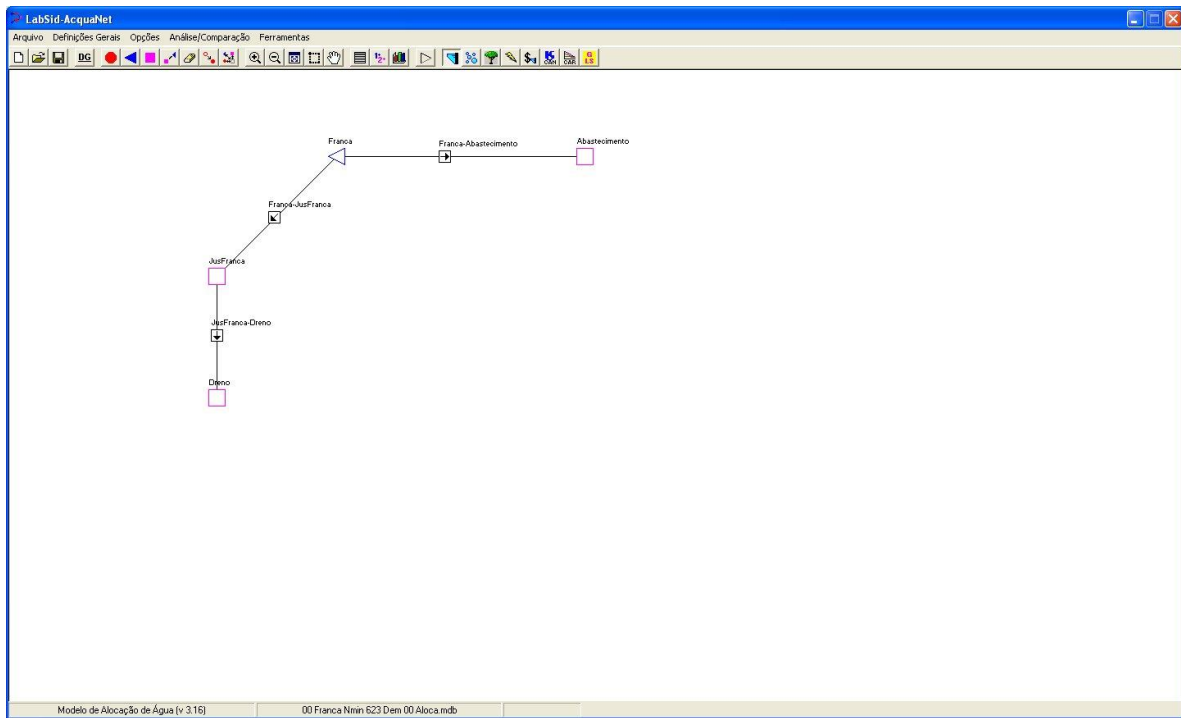 LabSid-AcquaNet
Arquivo Definições Gerais Opções Análise/Comparação Ferramentas
DG
Franca
Franca-Abastecimento
Abastecimento
Franca-JusFranca
JusFranca
JusFranca-Dreno
Dreno
Modelo de Alocação de Água (v 3.16) 00 Franca Nmin 623 Dem 00 Aloca.mdb